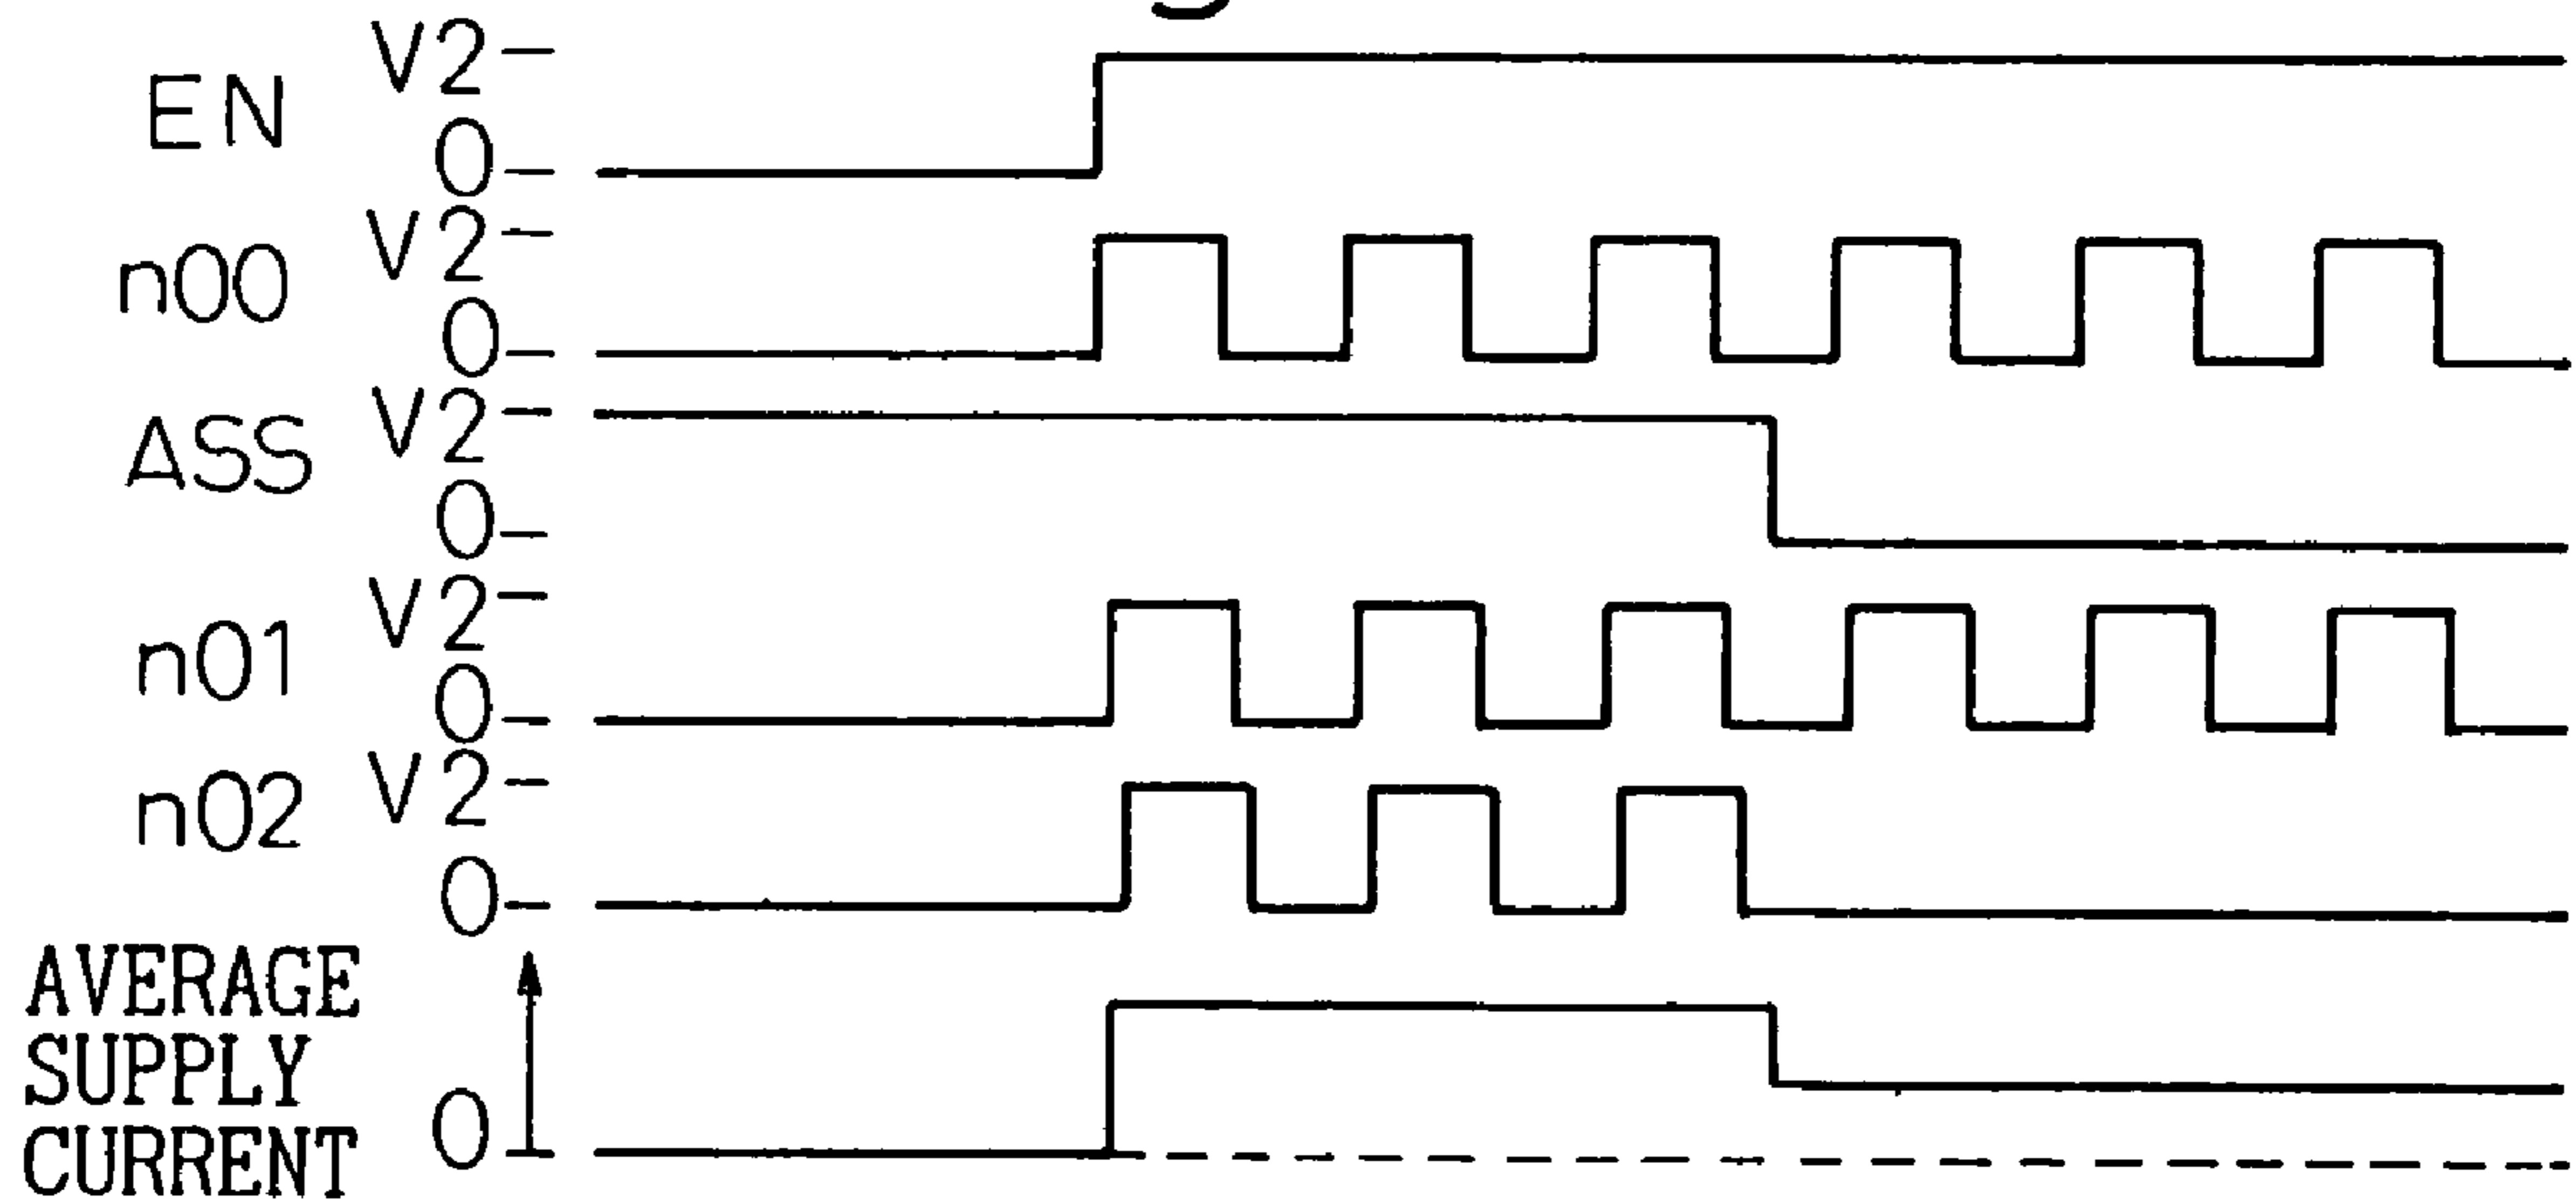 EN V2
0
n00 V2
0
ASS V2
0
n01 V2
0
n02 V2
0
AVERAGE
SUPPLY
CURRENT 0